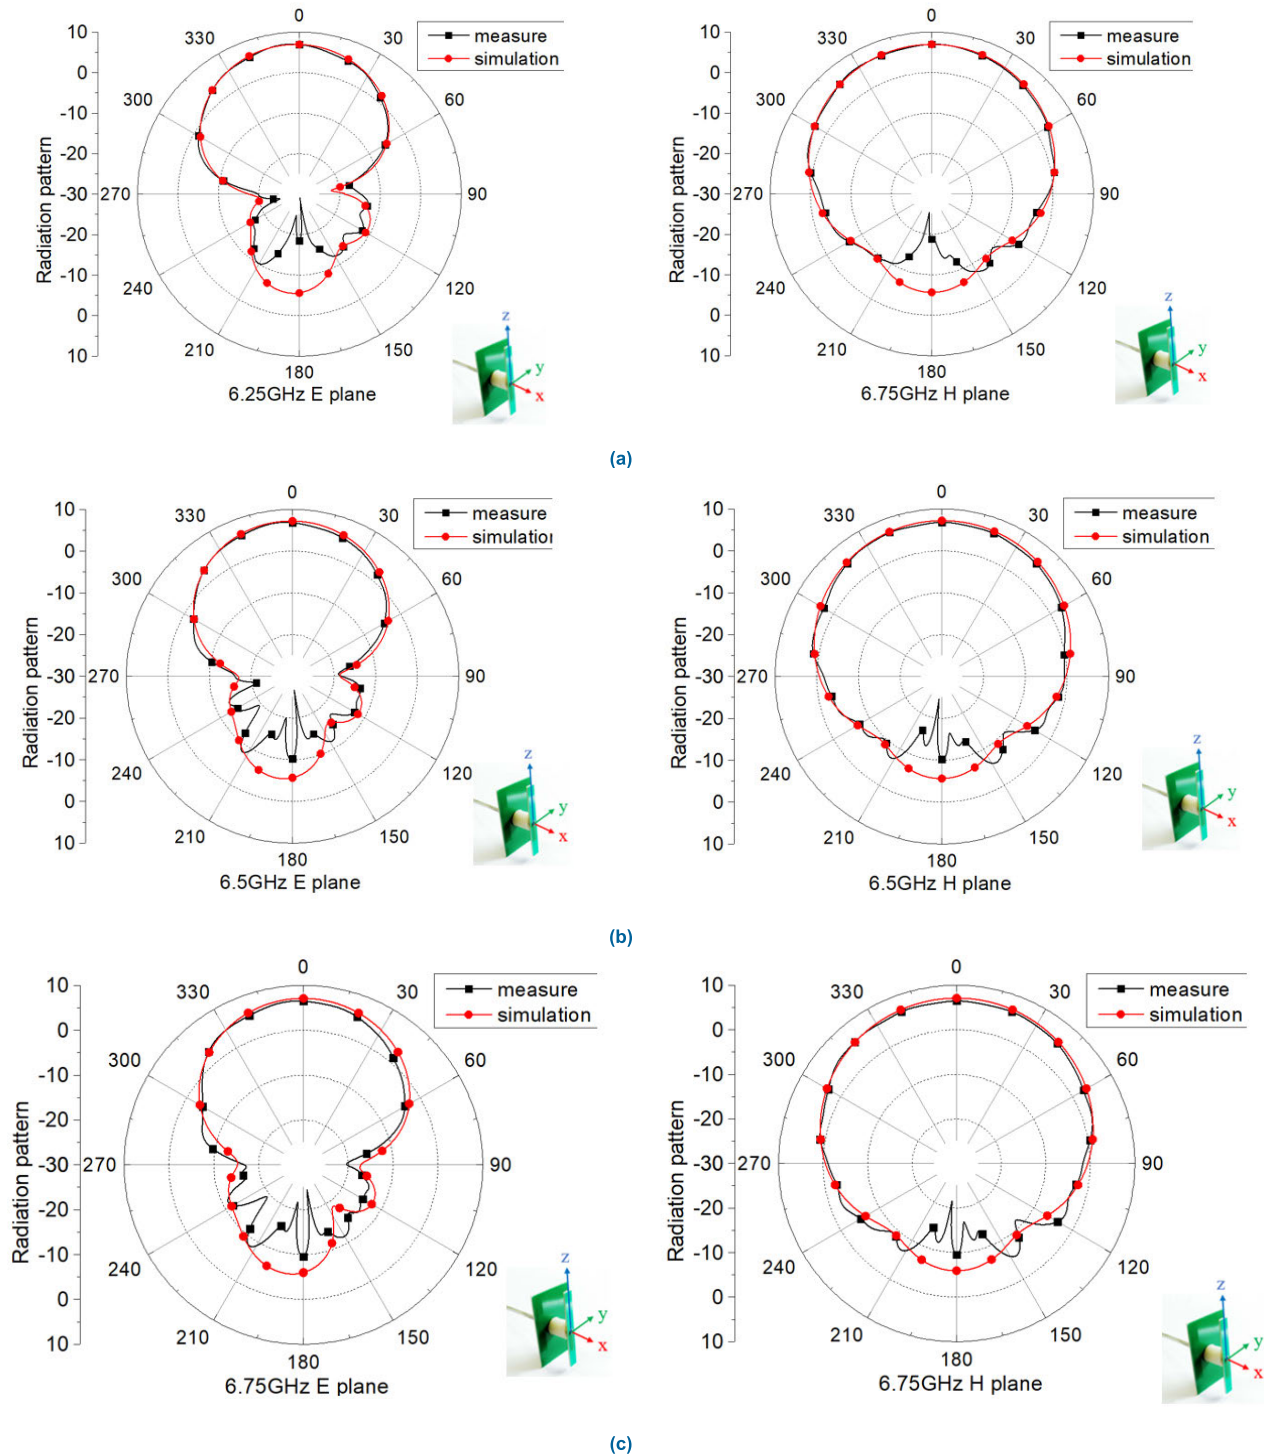 0
10
330
30
measure
simulation
0
300
60
-10
-20
Radiation pattern
-30
270
90
-20
-10
240
120
0
210
150
10
180
6.25GHz E plane
z
y
x
0
10
330
30
measure
simulation
0
300
60
-10
-20
Radiation pattern
-30
270
90
-20
-10
240
120
0
210
150
10
180
6.75GHz H plane
z
y
x
(a)
0
10
330
30
measure
simulation
0
300
60
-10
-20
Radiation pattern
-30
270
90
-20
-10
240
120
0
210
150
10
180
6.5GHz E plane
z
y
x
0
10
330
30
measure
simulation
0
300
60
-10
-20
Radiation pattern
-30
270
90
-20
-10
240
120
0
210
150
10
180
6.5GHz H plane
z
y
x
(b)
0
10
330
30
measure
simulation
0
300
60
-10
-20
Radiation pattern
-30
270
90
-20
-10
240
120
0
210
150
10
180
6.75GHz E plane
z
y
x
0
10
330
30
measure
simulation
0
300
60
-10
-20
Radiation pattern
-30
270
90
-20
-10
240
120
0
210
150
10
180
6.75GHz H plane
z
y
x
(c)